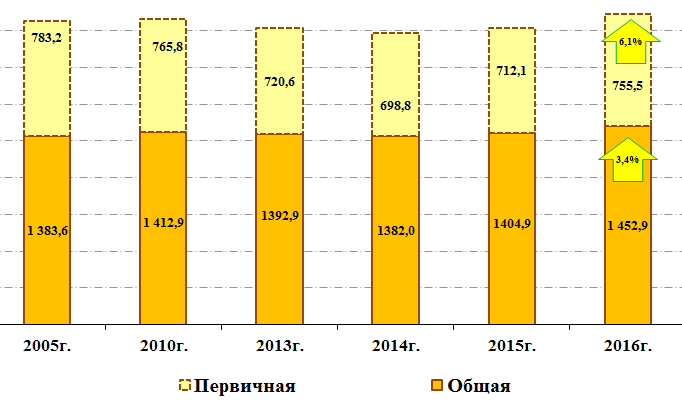 783,2 765,8 720,6 698,8 712,1 755,5
6,1%
3,4%
1 383,6 1 412,9 1392,9 1382,0 1404,9 1 452,9
2005г. 2010г. 2013г. 2014г. 2015г. 2016г.
Первичная Общая